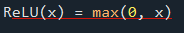 ReLU(x) = max(0, x)